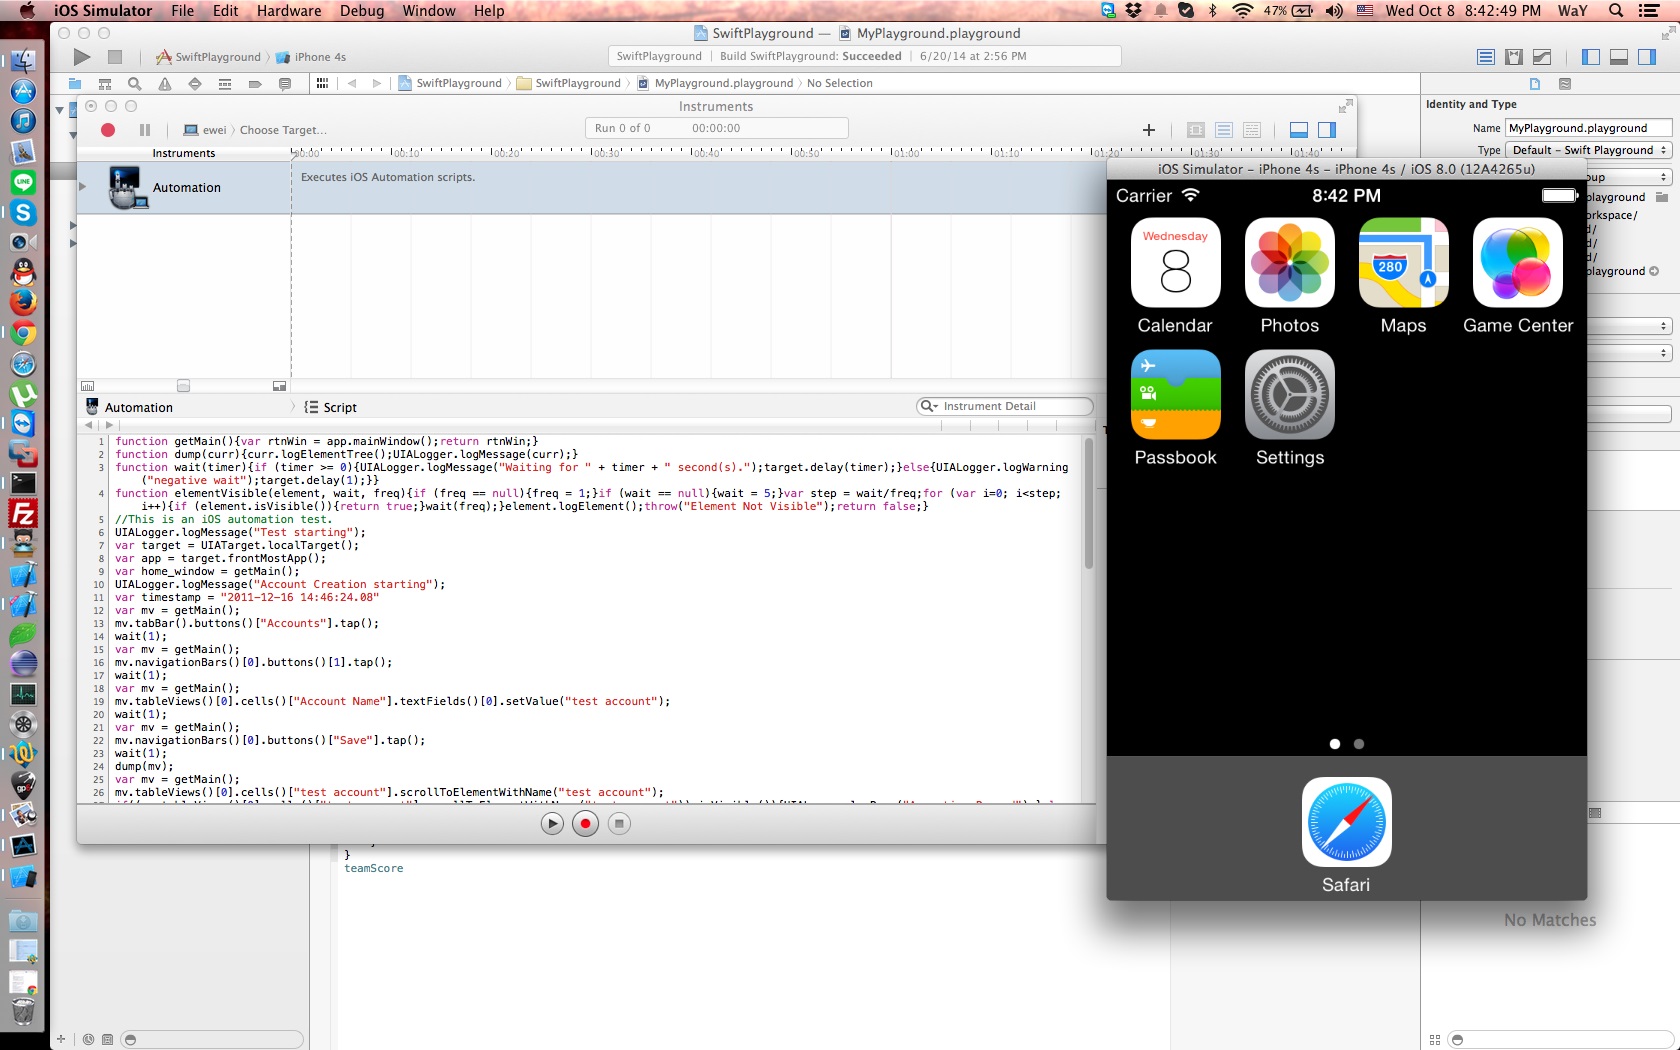 iOS Simulator File Edit Hardware Debug Window Help
47% Wed Oct 8 8:42:49 PM WaY
SwiftPlayground — MyPlayground.playground
SwiftPlayground 〉 iPhone 4s
SwiftPlayground | Build SwiftPlayground: Succeeded | 6/20/14 at 2:56 PM
SwiftPlayground 〉 SwiftPlayground 〉 MyPlayground.playground 〉 No Selection
Instruments
ewei 〉 Choose Target...
Run 0 of 0 00:00:00
Instruments 00:00 00:10 00:20 00:30 00:40 00:50 01:00 01:10 01:20 01:30 01:40
Automation
Executes iOS Automation scripts.
Automation 〉 Script
Instrument Detail
1 function getMain(){var rtnWin = app.mainWindow();return rtnWin;}
2 function dump(curr){curr.logElementTree();UIALogger.logMessage(curr);}
3 function wait(timer){if (timer >= 0){UIALogger.logMessage("Waiting for " + timer + " second(s).");target.delay(timer);}else{UIALogger.logWarning
("negative wait");target.delay(1);}}
4 function elementVisible(element, wait, freq){if (freq == null){freq = 1;}if (wait == null){wait = 5;}var step = wait/freq;for (var i=0; i<step;
i++){if (element.isVisible()){return true;}wait(freq);}element.logElement();throw("Element Not Visible");return false;}
5 //This is an iOS automation test.
6 UIALogger.logMessage("Test starting");
7 var target = UIATarget.localTarget();
8 var app = target.frontMostApp();
9 var home_window = getMain();
10 UIALogger.logMessage("Account Creation starting");
11 var timestamp = "2011-12-16 14:46:24.08"
12 var mv = getMain();
13 mv.tabBar().buttons()["Accounts"].tap();
14 wait(1);
15 var mv = getMain();
16 mv.navigationBars()[0].buttons()[1].tap();
17 wait(1);
18 var mv = getMain();
19 mv.tableViews()[0].cells()["Account Name"].textFields()[0].setValue("test account");
20 wait(1);
21 var mv = getMain();
22 mv.navigationBars()[0].buttons()["Save"].tap();
23 wait(1);
24 dump(mv);
25 var mv = getMain();
26 mv.tableViews()[0].cells()["test account"].scrollToElementWithName("test account");
}
teamScore
iOS Simulator – iPhone 4s – iPhone 4s / iOS 8.0 (12A4265u)
Carrier 8:42 PM
Wednesday
8
280
Calendar Photos Maps Game Center
Passbook Settings
Safari
Identity and Type
Name MyPlayground.playground
Type Default – Swift Playground
oup
playground
orkspace/
d/
d/
playground
No Matches
LINE
Fz